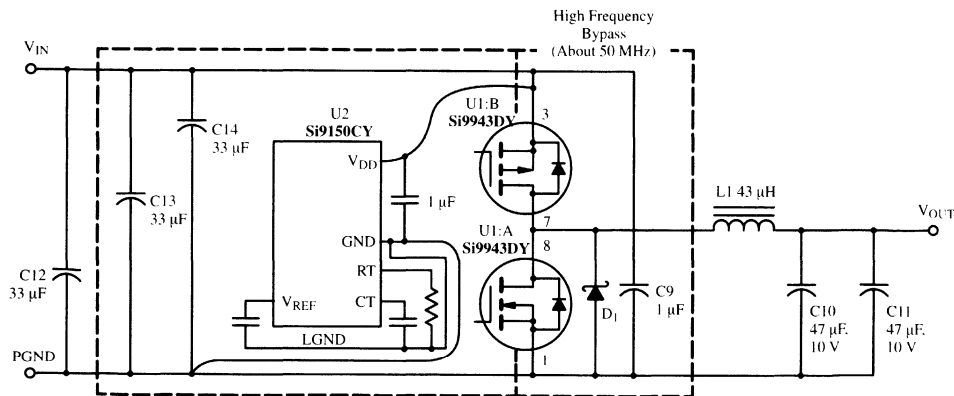 High Frequency
Bypass
(About 50 MHz)
V_IN
U2
Si9150CY
U1:B
Si9943DY
3
C14
33 µF
V_DD
1 µF
C13
33 µF
L1 43 µH
7
V_OUT
GND
U1:A
Si9943DY
8
RT
C12
33 µF
V_REF
CT
D_1
C9
1 µF
C10
47 µF,
10 V
C11
47 µF,
10 V
LGND
PGND
1